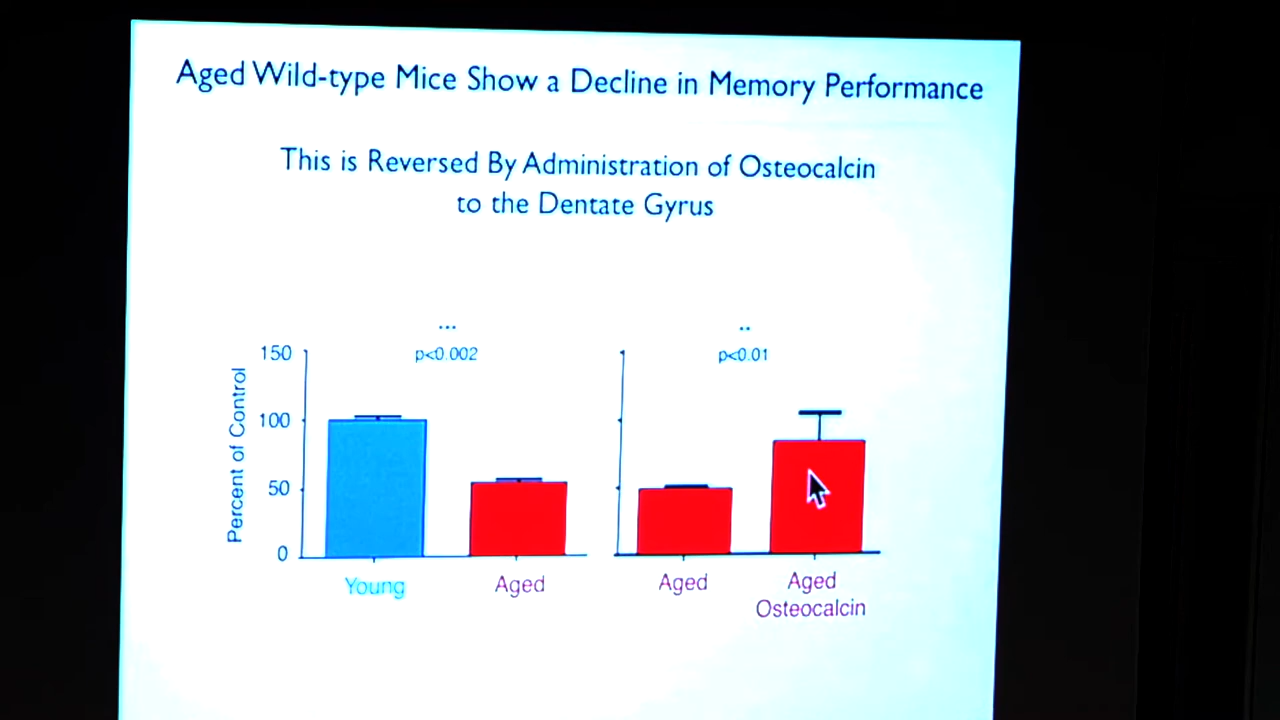 Aged Wild-type Mice Show a Decline in Memory Performance
This is Reversed By Administration of Osteocalcin
to the Dentate Gyrus
...
p<0.002
..
p<0.01
Percent of Control
150
100
50
0
Young
Aged
Aged
Aged
Osteocalcin